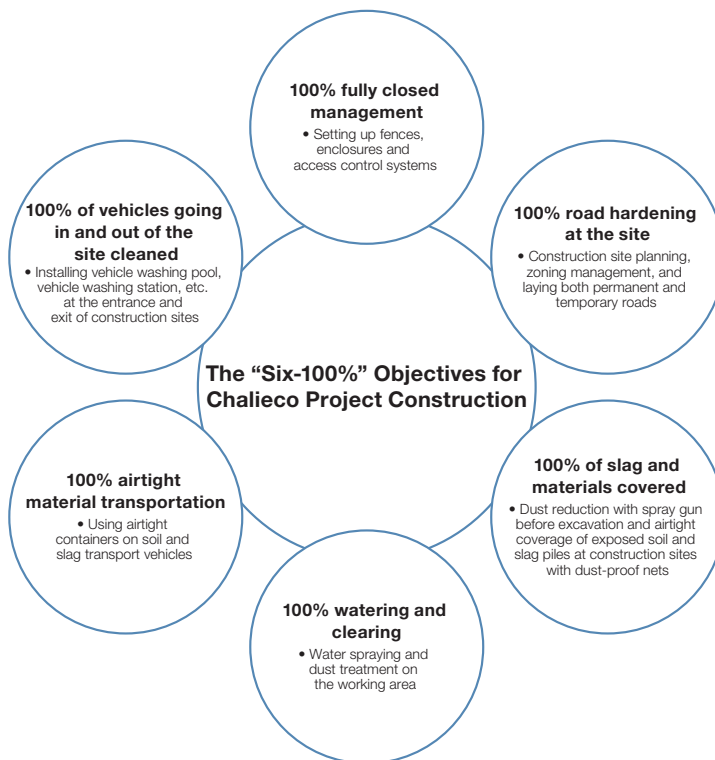 100% fully closed
management
• Setting up fences,
enclosures and
access control systems
100% of vehicles going
in and out of the
site cleaned
• Installing vehicle washing pool,
vehicle washing station, etc.
at the entrance and
exit of construction sites
100% road hardening
at the site
• Construction site planning,
zoning management, and
laying both permanent and
temporary roads
The “Six-100%” Objectives for
Chalieco Project Construction
100% airtight
material transportation
• Using airtight
containers on soil and
slag transport vehicles
100% of slag and
materials covered
• Dust reduction with spray gun
before excavation and airtight
coverage of exposed soil and
slag piles at construction sites
with dust-proof nets
100% watering and
clearing
• Water spraying and
dust treatment on
the working area